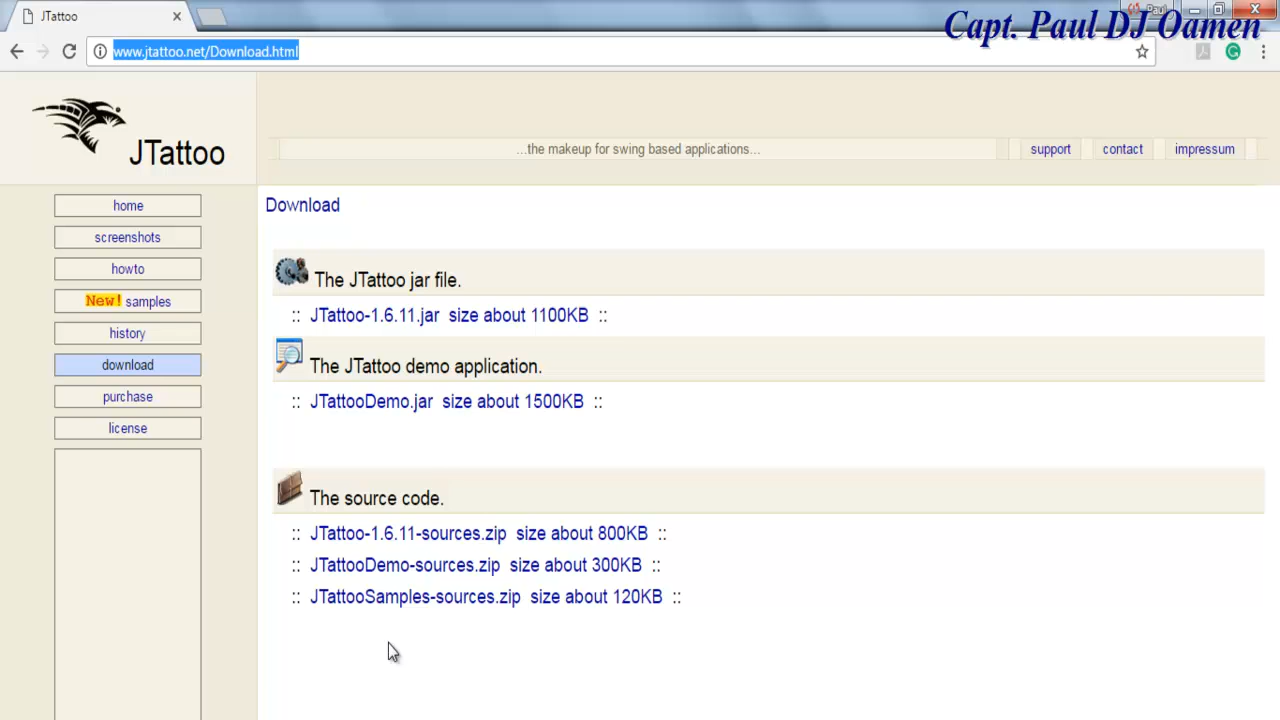 JTattoo
Paul
Capt. Paul DJ Oamen
www.jtattoo.net/Download.html
JTattoo
...the makeup for swing based applications...
support
contact
impressum
home
screenshots
howto
New! samples
history
download
purchase
license
Download
The JTattoo jar file.
:: JTattoo-1.6.11.jar size about 1100KB ::
The JTattoo demo application.
:: JTattooDemo.jar size about 1500KB ::
The source code.
:: JTattoo-1.6.11-sources.zip size about 800KB ::
:: JTattooDemo-sources.zip size about 300KB ::
:: JTattooSamples-sources.zip size about 120KB ::